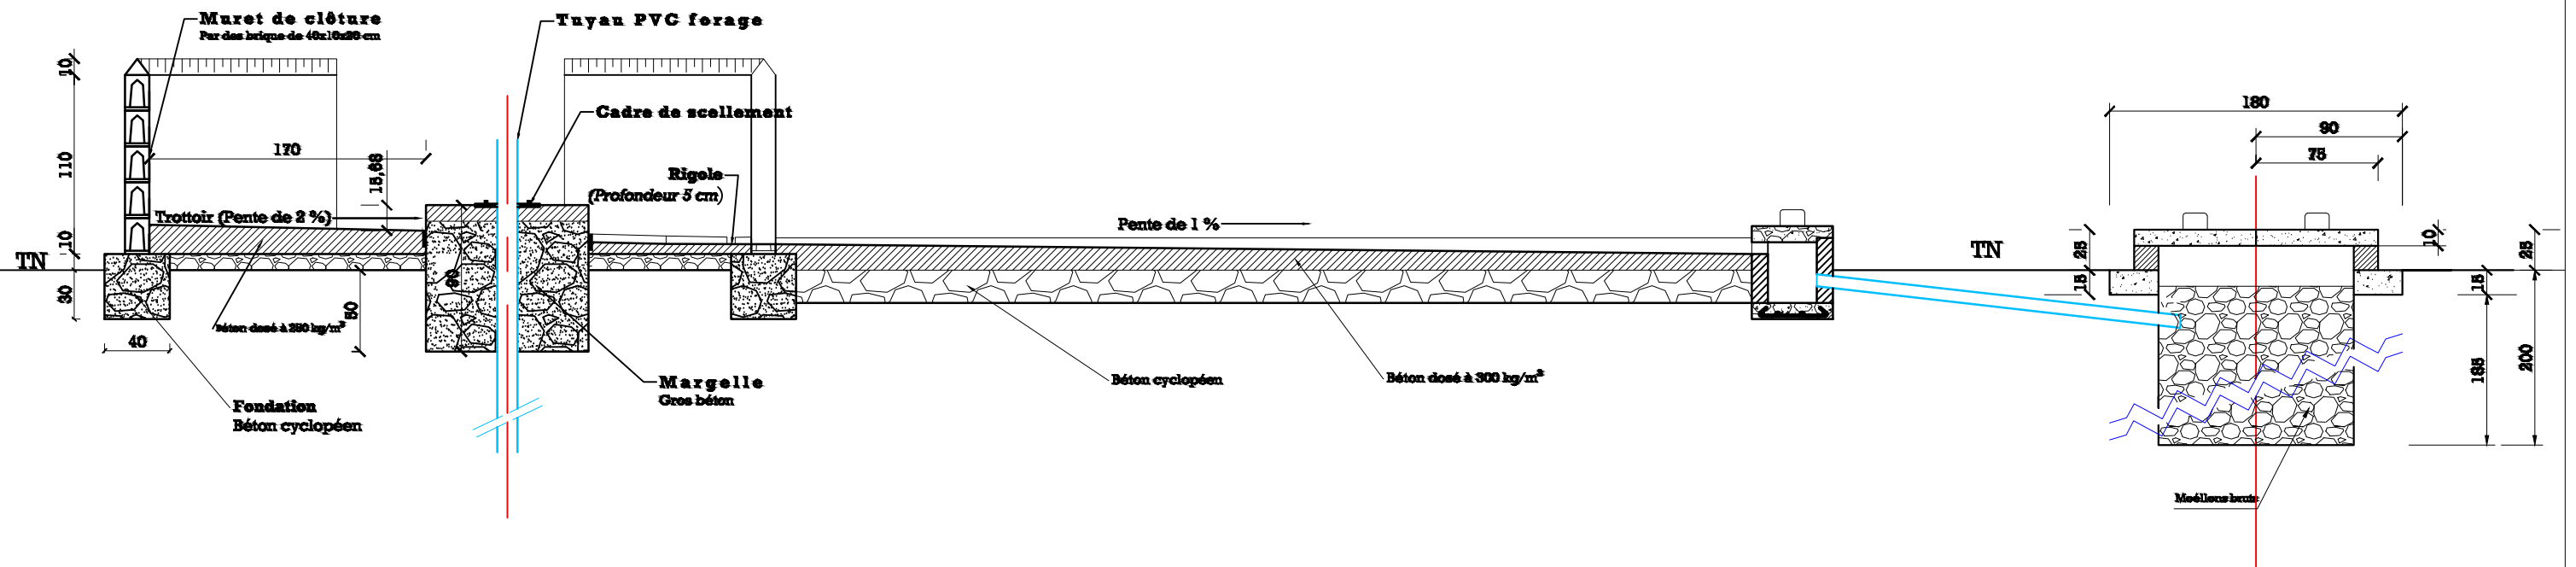 Muret de clôture
Par des brique de 40x10x20 cm
Tuyau PVC forage
Cadre de scellement
Rigole
(Profondeur 5 cm)
Trottoir (Pente de 2 %)
Pente de 1 %
TN
TN
170
15,68
10
110
10
30
40
50
90
Béton dosé à 250 kg/m³
Fondation
Béton cyclopéen
Margelle
Gros béton
Béton cyclopéen
Béton dosé à 300 kg/m³
180
90
75
25
15
10
25
15
185
200
Moéllons bruts